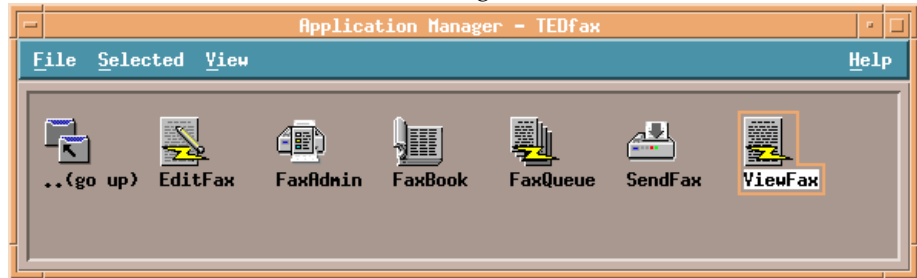 Application Manager - TEDfax
File Selected View Help
..(go up) EditFax FaxAdmin FaxBook FaxQueue SendFax ViewFax